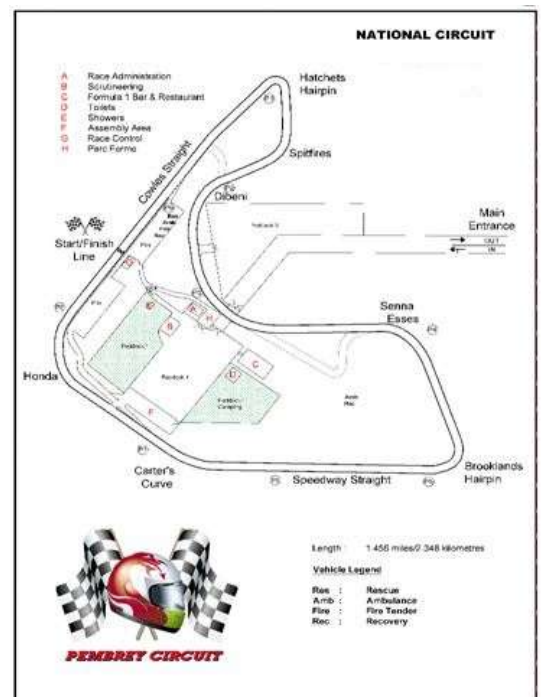 NATIONAL CIRCUIT
A Race Administration
B Scrutineering
C Formula 1 Bar & Restaurant
D Toilets
E Showers
F Assembly Area
G Race Control
H Parc Ferme
Hatchets
Hairpin
Spitfires
Cowles Straight
Dibeni
Main
Entrance
OUT
IN
Start/Finish
Line
Senna
Esses
Honda
B
H
C
D
F
Amb
Rec
Carter's
Curve
Speedway Straight
Brooklands
Hairpin
Length : 1.456 miles/2.348 kilometres
Vehicle Legend
Res : Rescue
Amb : Ambulance
Fire : Fire Tender
Rec : Recovery
PEMBREY CIRCUIT